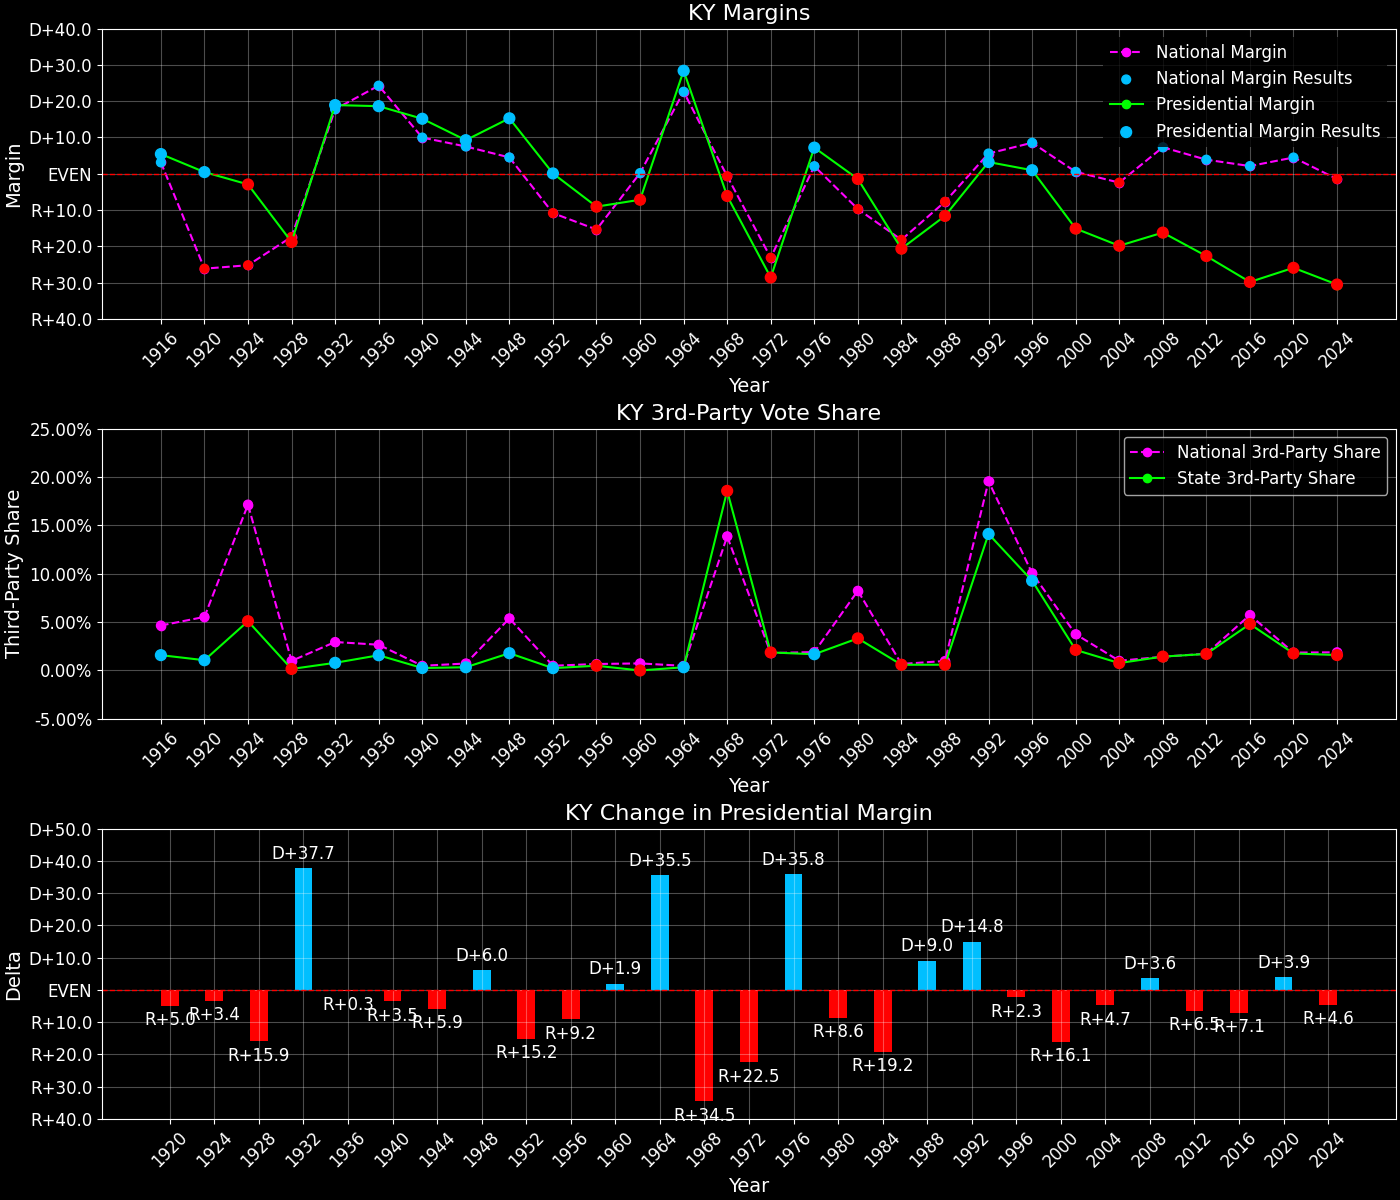 KY Margins
D+40.0
D+30.0
D+20.0
D+10.0
EVEN
R+10.0
R+20.0
R+30.0
R+40.0
Margin
National Margin
National Margin Results
Presidential Margin
Presidential Margin Results
1916 1920 1924 1928 1932 1936 1940 1944 1948 1952 1956 1960 1964 1968 1972 1976 1980 1984 1988 1992 1996 2000 2004 2008 2012 2016 2020 2024
Year
KY 3rd-Party Vote Share
25.00%
20.00%
15.00%
10.00%
5.00%
0.00%
-5.00%
Third-Party Share
National 3rd-Party Share
State 3rd-Party Share
1916 1920 1924 1928 1932 1936 1940 1944 1948 1952 1956 1960 1964 1968 1972 1976 1980 1984 1988 1992 1996 2000 2004 2008 2012 2016 2020 2024
Year
KY Change in Presidential Margin
D+50.0
D+40.0
D+30.0
D+20.0
D+10.0
EVEN
R+10.0
R+20.0
R+30.0
R+40.0
Delta
R+5.0
R+3.4
R+15.9
D+37.7
R+0.3
R+3.5
R+5.9
D+6.0
R+15.2
R+9.2
D+1.9
D+35.5
R+34.5
R+22.5
D+35.8
R+8.6
R+19.2
D+9.0
D+14.8
R+2.3
R+16.1
R+4.7
D+3.6
R+6.5
R+7.1
D+3.9
R+4.6
1920 1924 1928 1932 1936 1940 1944 1948 1952 1956 1960 1964 1968 1972 1976 1980 1984 1988 1992 1996 2000 2004 2008 2012 2016 2020 2024
Year